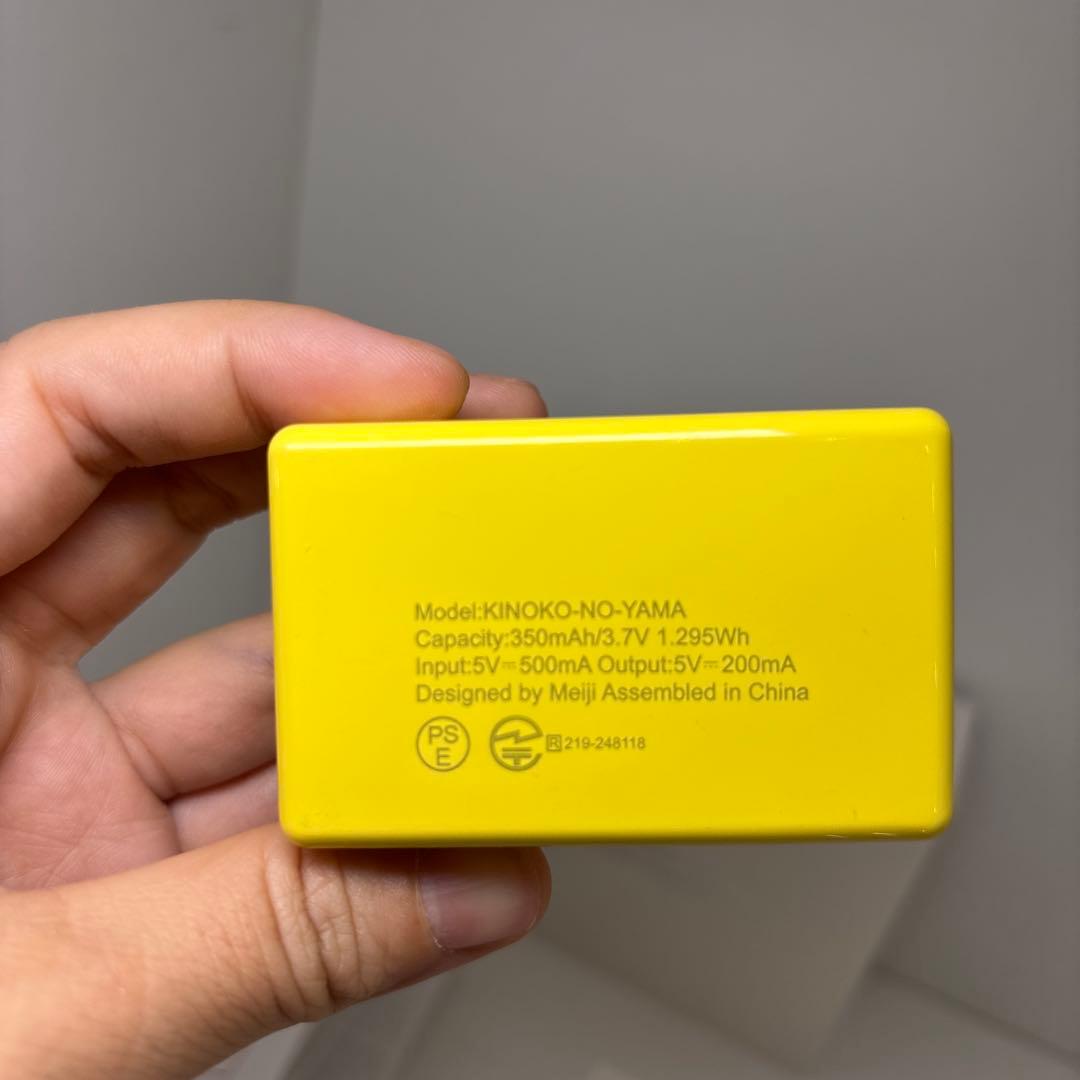 Model:KINOKO-NO-YAMA
Capacity:350mAh/3.7V 1.295Wh
Input:5V⎓500mA Output:5V⎓200mA
Designed by Meiji Assembled in China
PS
E
R 219-248118